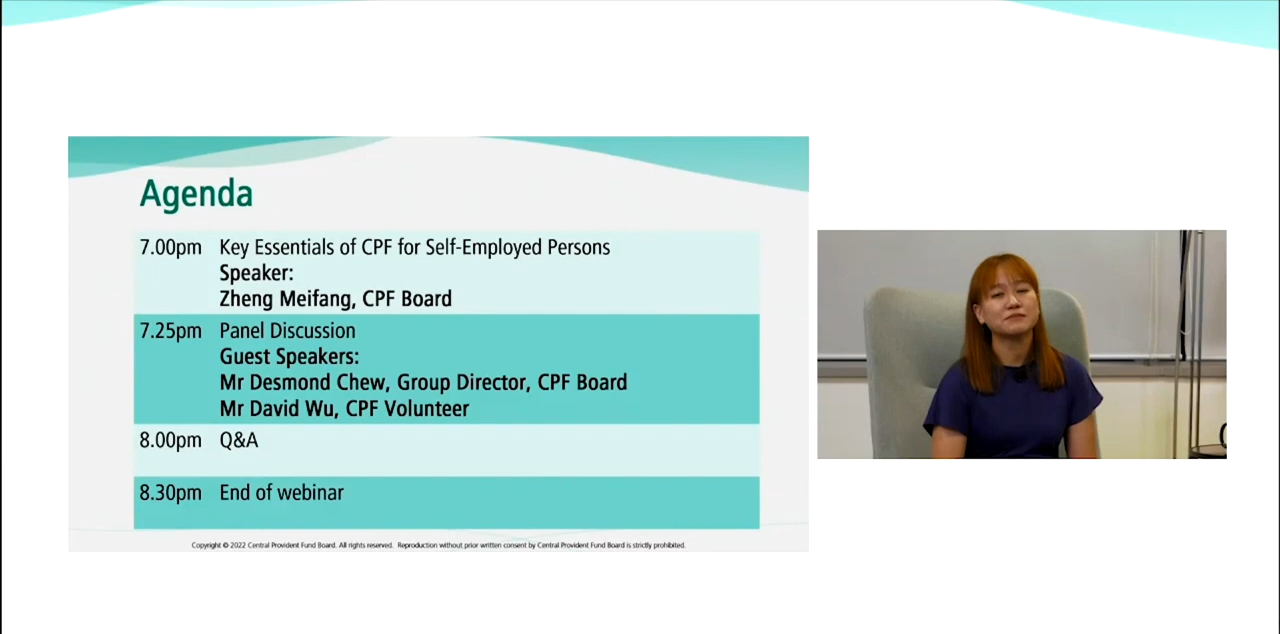 Agenda
7.00pm Key Essentials of CPF for Self-Employed Persons
Speaker:
Zheng Meifang, CPF Board
7.25pm Panel Discussion
Guest Speakers:
Mr Desmond Chew, Group Director, CPF Board
Mr David Wu, CPF Volunteer
8.00pm Q&A
8.30pm End of webinar
Copyright © 2022 Central Provident Fund Board. All rights reserved. Reproduction without prior written consent by Central Provident Fund Board is strictly prohibited.